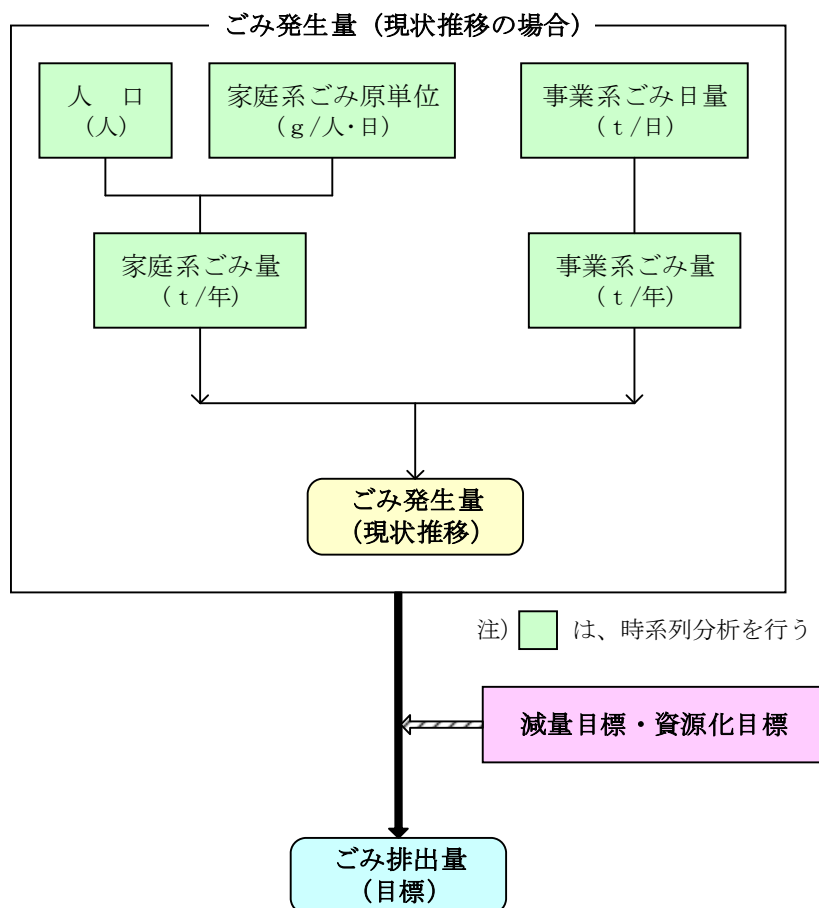 ごみ発生量（現状推移の場合）
人　口
(人)
家庭系ごみ原単位
(ｇ/人・日)
事業系ごみ日量
(ｔ/日)
家庭系ごみ量
(ｔ/年)
事業系ごみ量
(ｔ/年)
ごみ発生量
(現状推移)
注)　は、時系列分析を行う
減量目標・資源化目標
ごみ排出量
(目標)